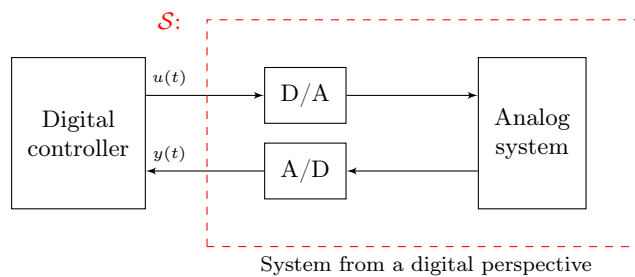 S:
u(t)
D/A
Digital
controller
Analog
system
y(t)
A/D
System from a digital perspective